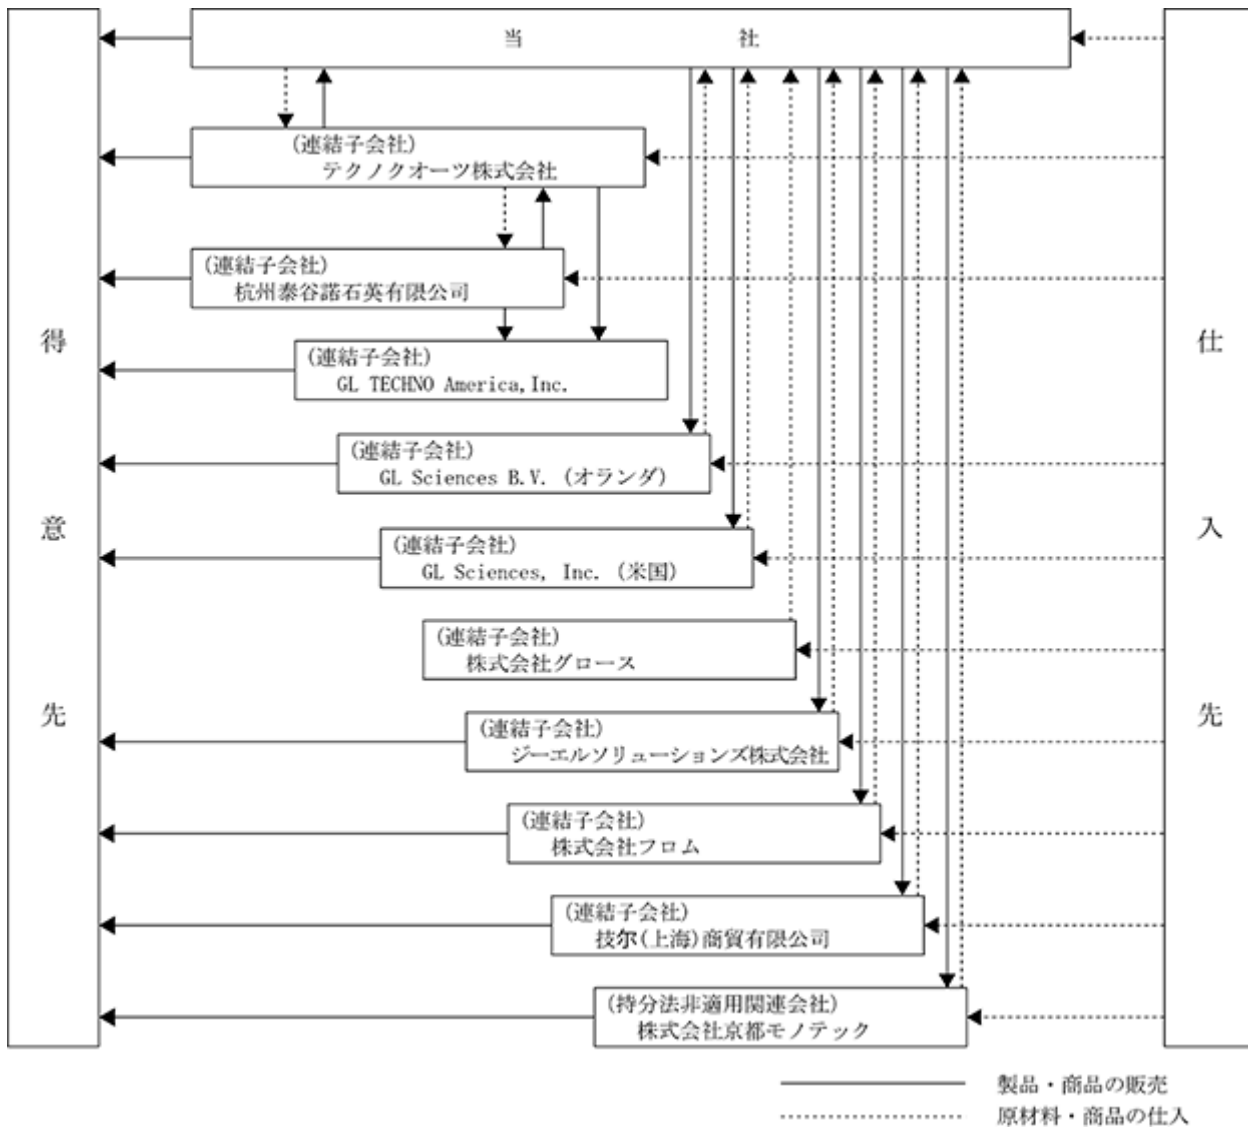 当社
(連結子会社)
テクノクオーツ株式会社
(連結子会社)
杭州泰谷諾石英有限公司
(連結子会社)
GL TECHNO America,Inc.
(連結子会社)
GL Sciences B.V. (オランダ)
(連結子会社)
GL Sciences, Inc. (米国)
(連結子会社)
株式会社グロース
(連結子会社)
ジーエルソリューションズ株式会社
(連結子会社)
株式会社フロム
(連結子会社)
技尔(上海)商貿有限公司
(持分法非適用関連会社)
株式会社京都モノテック
得意先
仕入先
製品・商品の販売
原材料・商品の仕入